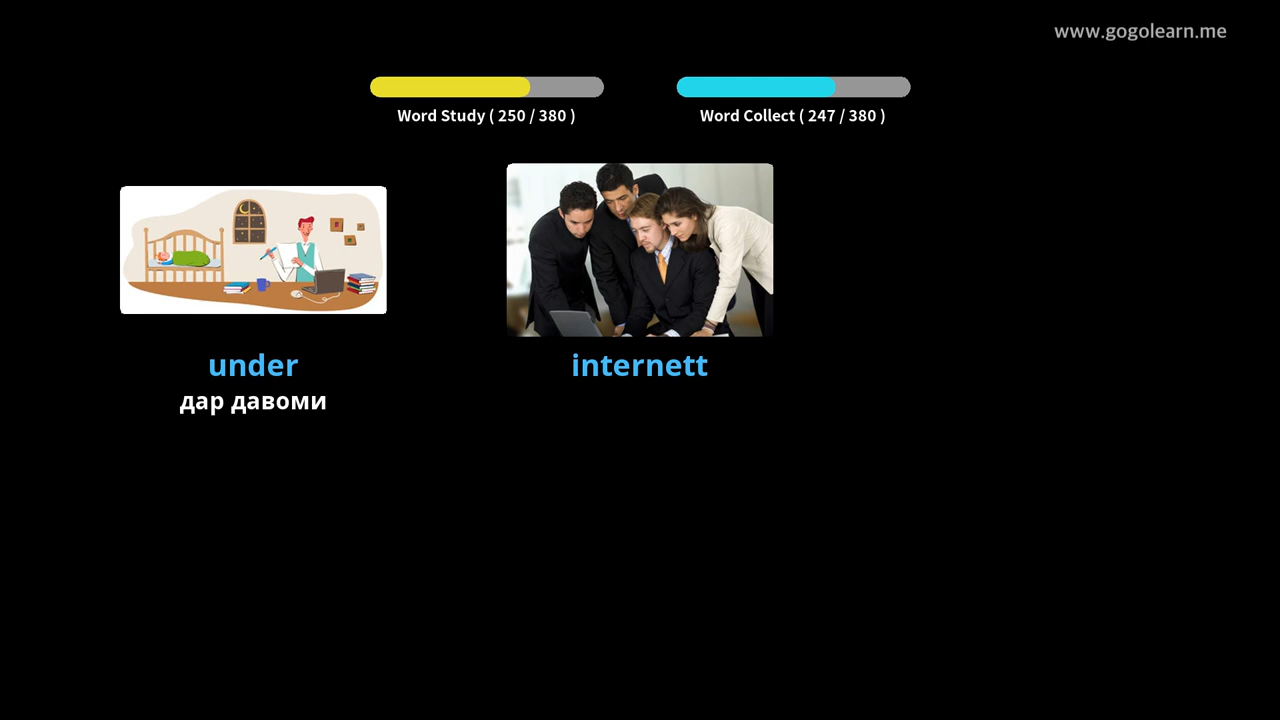 www.gogolearn.me
Word Study ( 250 / 380 )
Word Collect ( 247 / 380 )
under
дар давоми
internett